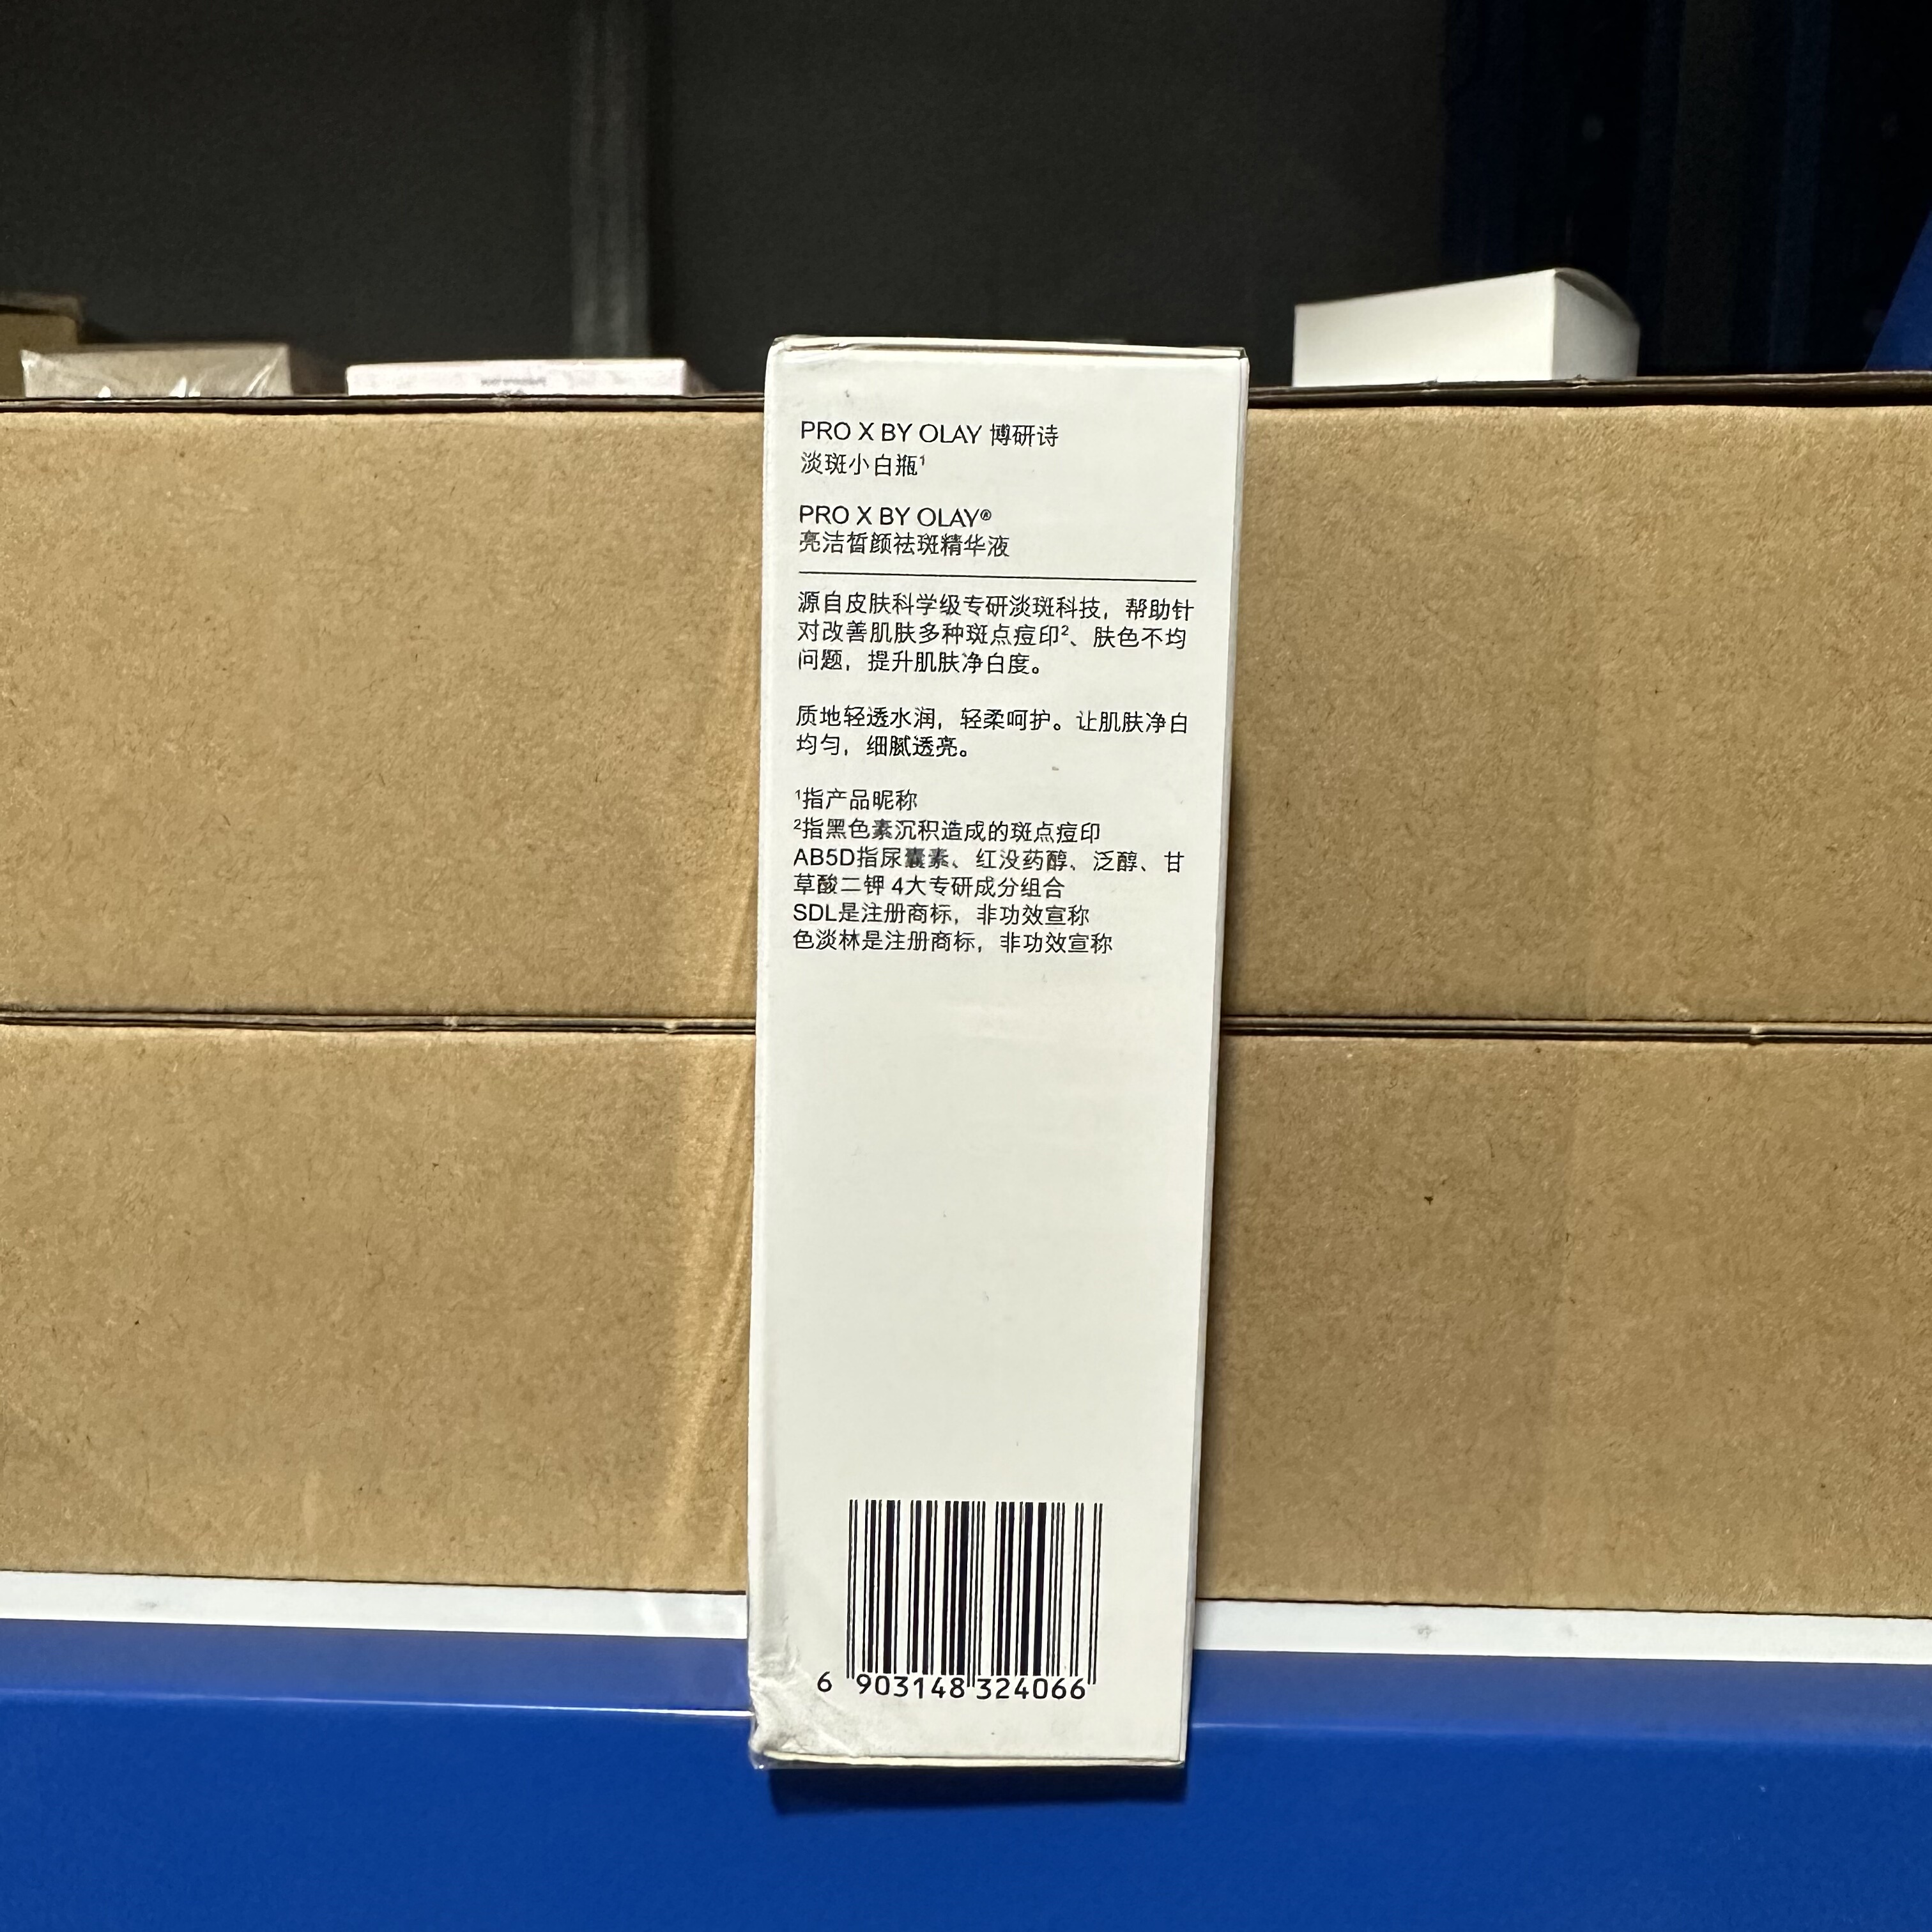 PRO X BY OLAY 博研诗
淡斑小白瓶¹
PRO X BY OLAY®
亮洁皙颜祛斑精华液
源自皮肤科学级专研淡斑科技，帮助针
对改善肌肤多种斑点痘印²、肤色不均
问题，提升肌肤净白度。
质地轻透水润，轻柔呵护。让肌肤净白
均匀，细腻透亮。
¹指产品昵称
²指黑色素沉积造成的斑点痘印
AB5D指尿囊素、红没药醇、泛醇、甘
草酸二钾 4大专研成分组合
SDL是注册商标，非功效宣称
色淡林是注册商标，非功效宣称
6 903148 324066